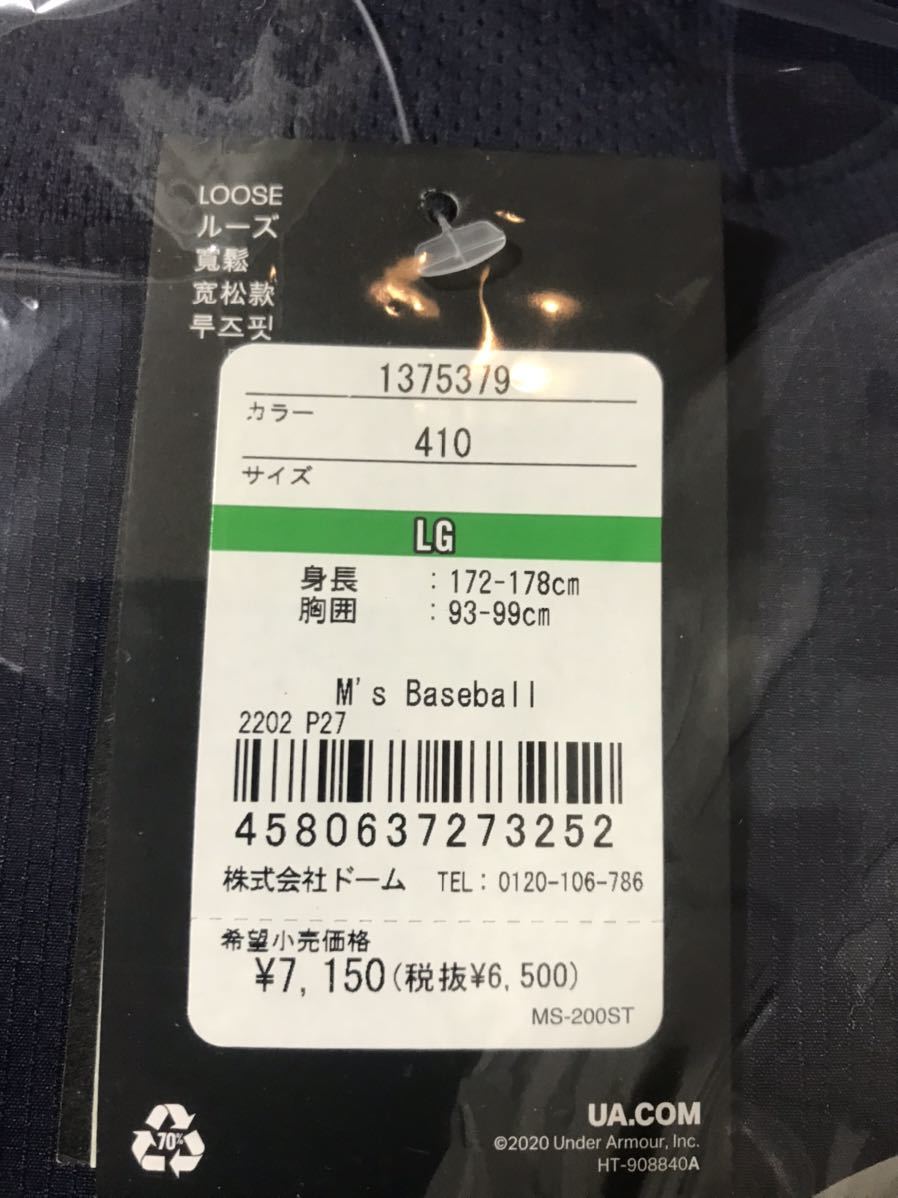 LOOSE
ルーズ
寬鬆
宽松款
루즈핏
1375379
カラー
410
サイズ
LG
身長 : 172-178cm
胸囲 : 93-99cm
M's Baseball
2202 P27
4580637273252
株式会社ドーム TEL: 0120-106-786
希望小売価格
¥7,150(税抜¥6,500)
MS-200ST
70%
UA.COM
©2020 Under Armour, Inc.
HT-908840A